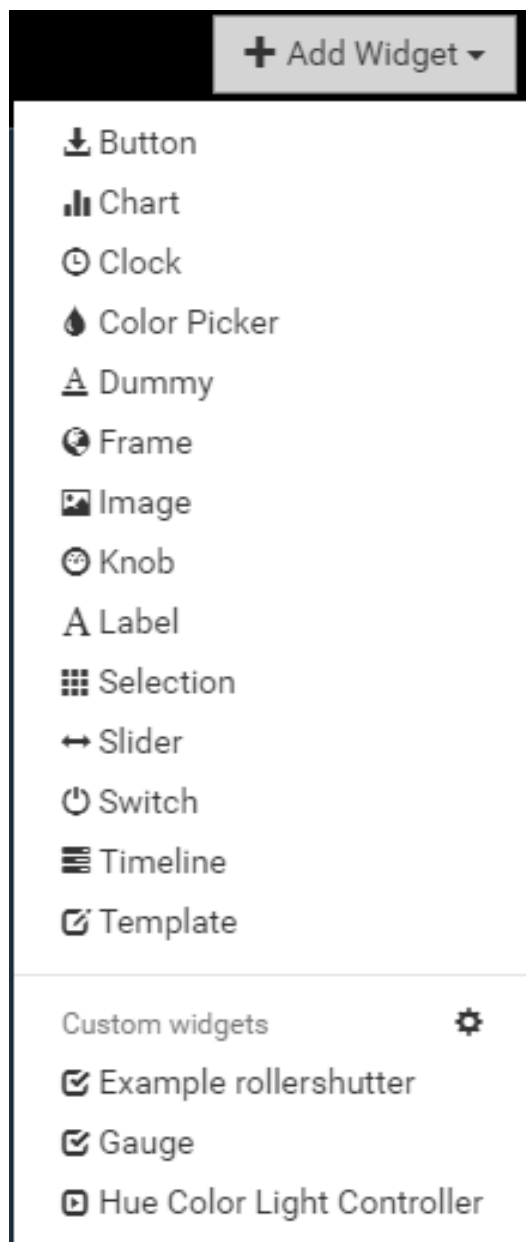 Add Widget
Button
Chart
Clock
Color Picker
Dummy
Frame
Image
Knob
Label
Selection
Slider
Switch
Timeline
Template
Custom widgets
Example rollershutter
Gauge
Hue Color Light Controller